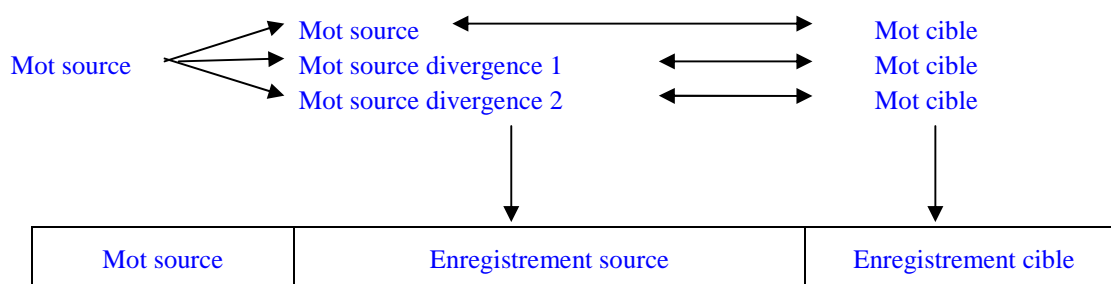 Mot source Mot cible
Mot source Mot source divergence 1 Mot cible
Mot source divergence 2 Mot cible
Mot source Enregistrement source Enregistrement cible